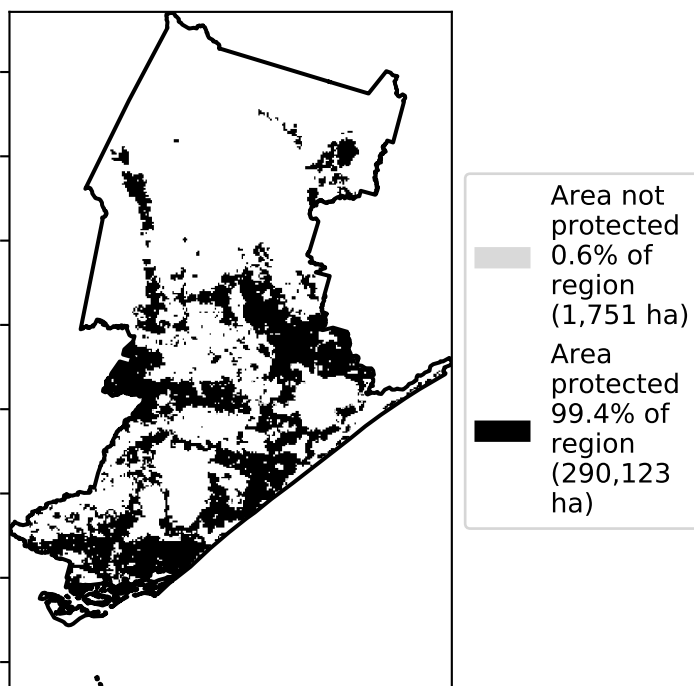 Area not
protected
0.6% of
region
(1,751 ha)
Area
protected
99.4% of
region
(290,123
ha)